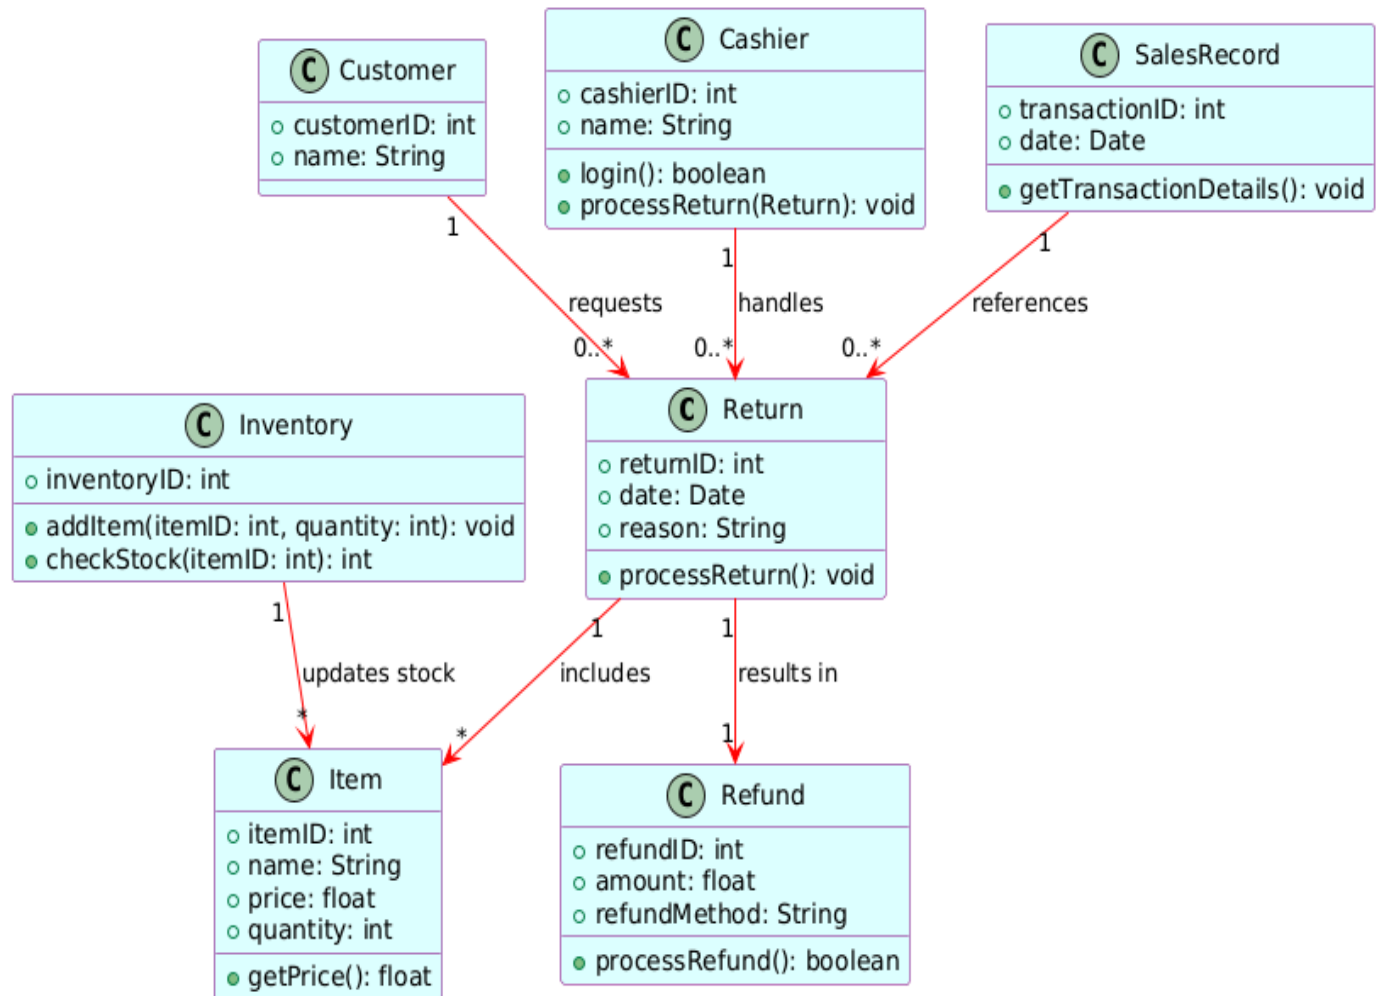 C Customer
customerID: int
name: String
C Cashier
cashierID: int
name: String
login(): boolean
processReturn(Return): void
C SalesRecord
transactionID: int
date: Date
getTransactionDetails(): void
1
1
1
requests
handles
references
0..*
0..*
0..*
C Inventory
inventoryID: int
addItem(itemID: int, quantity: int): void
checkStock(itemID: int): int
C Return
returnID: int
date: Date
reason: String
processReturn(): void
1
1
1
updates stock
includes
results in
*
*
1
C Item
itemID: int
name: String
price: float
quantity: int
getPrice(): float
C Refund
refundID: int
amount: float
refundMethod: String
processRefund(): boolean